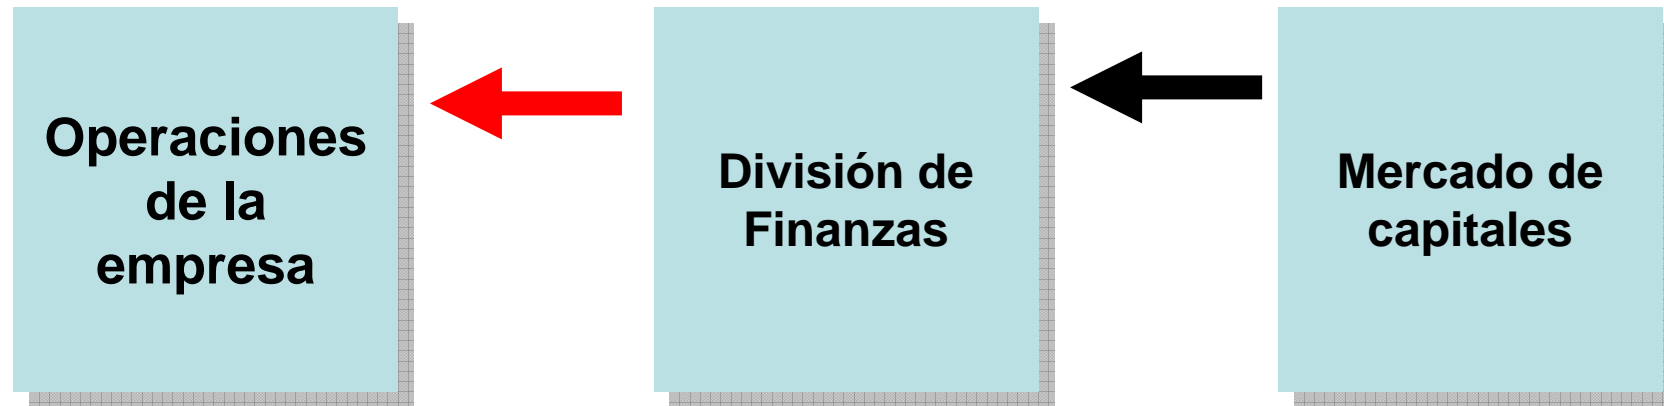 Operaciones
de la
empresa
División de
Finanzas
Mercado de
capitales